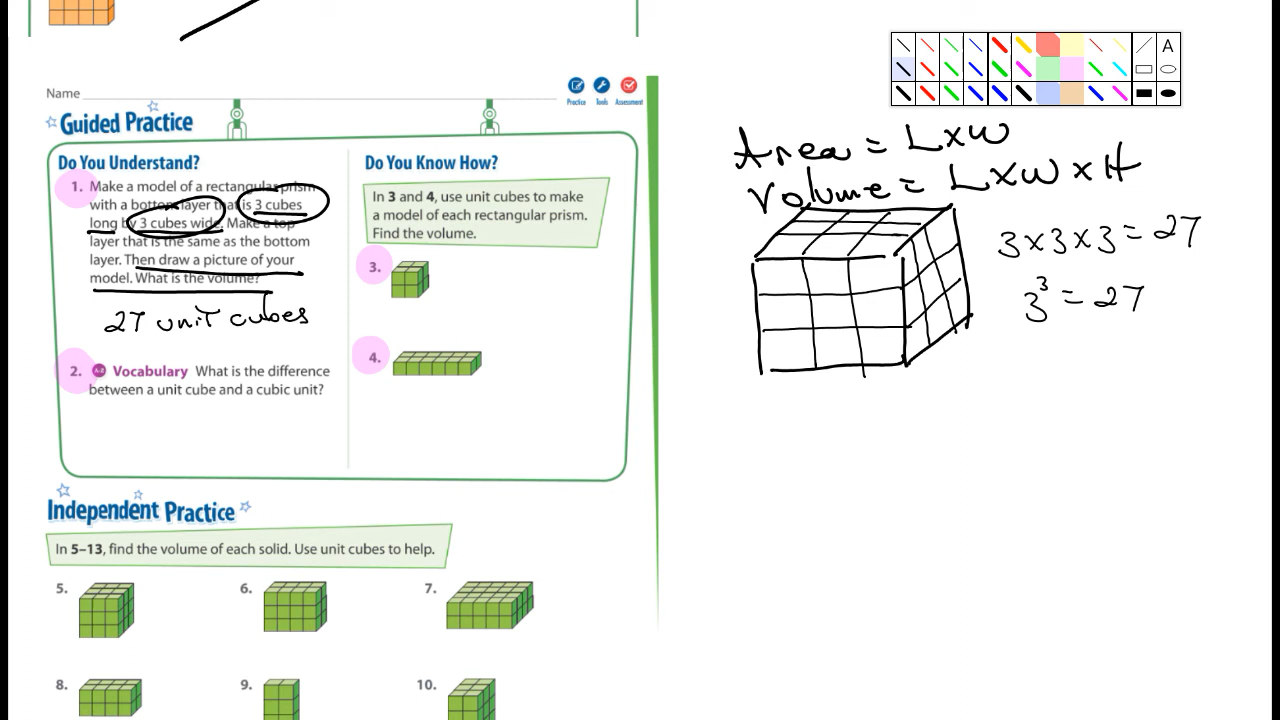 Name
Practice Tools Assessment
Guided Practice
Do You Understand?
1. Make a model of a rectangular prism
with a bottom layer that is 3 cubes
long by 3 cubes wide. Make a top
layer that is the same as the bottom
layer. Then draw a picture of your
model. What is the volume?
27 unit cubes
2. Vocabulary What is the difference
between a unit cube and a cubic unit?
Do You Know How?
In 3 and 4, use unit cubes to make
a model of each rectangular prism.
Find the volume.
3.
4.
Independent Practice
In 5–13, find the volume of each solid. Use unit cubes to help.
5. 6. 7.
8. 9. 10.
A
Area = L x W
Volume = L x W x H
3 x 3 x 3 = 27
3³ = 27